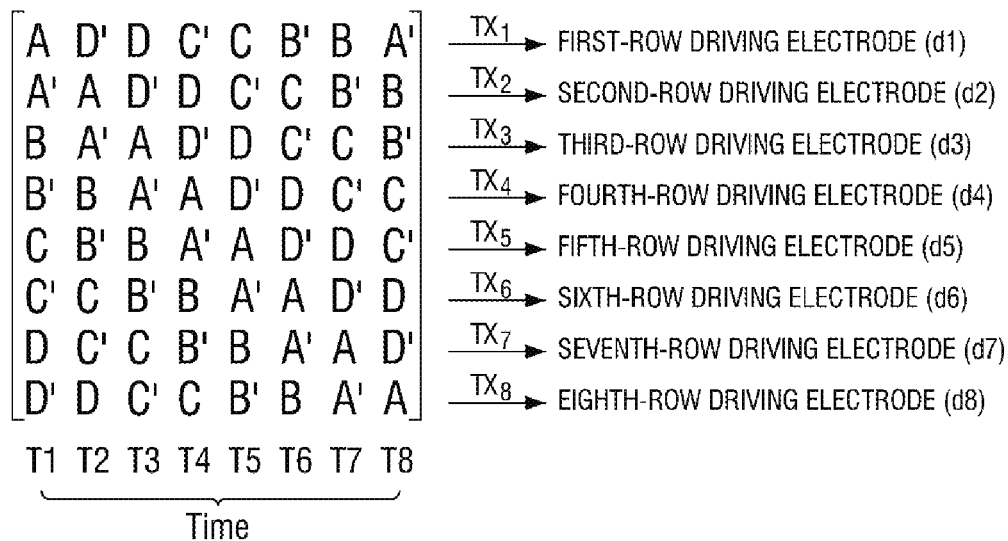 A D' D C' C B' B A' TX1 FIRST-ROW DRIVING ELECTRODE (d1)
A' A D' D C' C B' B TX2 SECOND-ROW DRIVING ELECTRODE (d2)
B A' A D' D C' C B' TX3 THIRD-ROW DRIVING ELECTRODE (d3)
B' B A' A D' D C' C TX4 FOURTH-ROW DRIVING ELECTRODE (d4)
C B' B A' A D' D C' TX5 FIFTH-ROW DRIVING ELECTRODE (d5)
C' C B' B A' A D' D TX6 SIXTH-ROW DRIVING ELECTRODE (d6)
D C' C B' B A' A D' TX7 SEVENTH-ROW DRIVING ELECTRODE (d7)
D' D C' C B' B A' A TX8 EIGHTH-ROW DRIVING ELECTRODE (d8)
T1 T2 T3 T4 T5 T6 T7 T8
Time